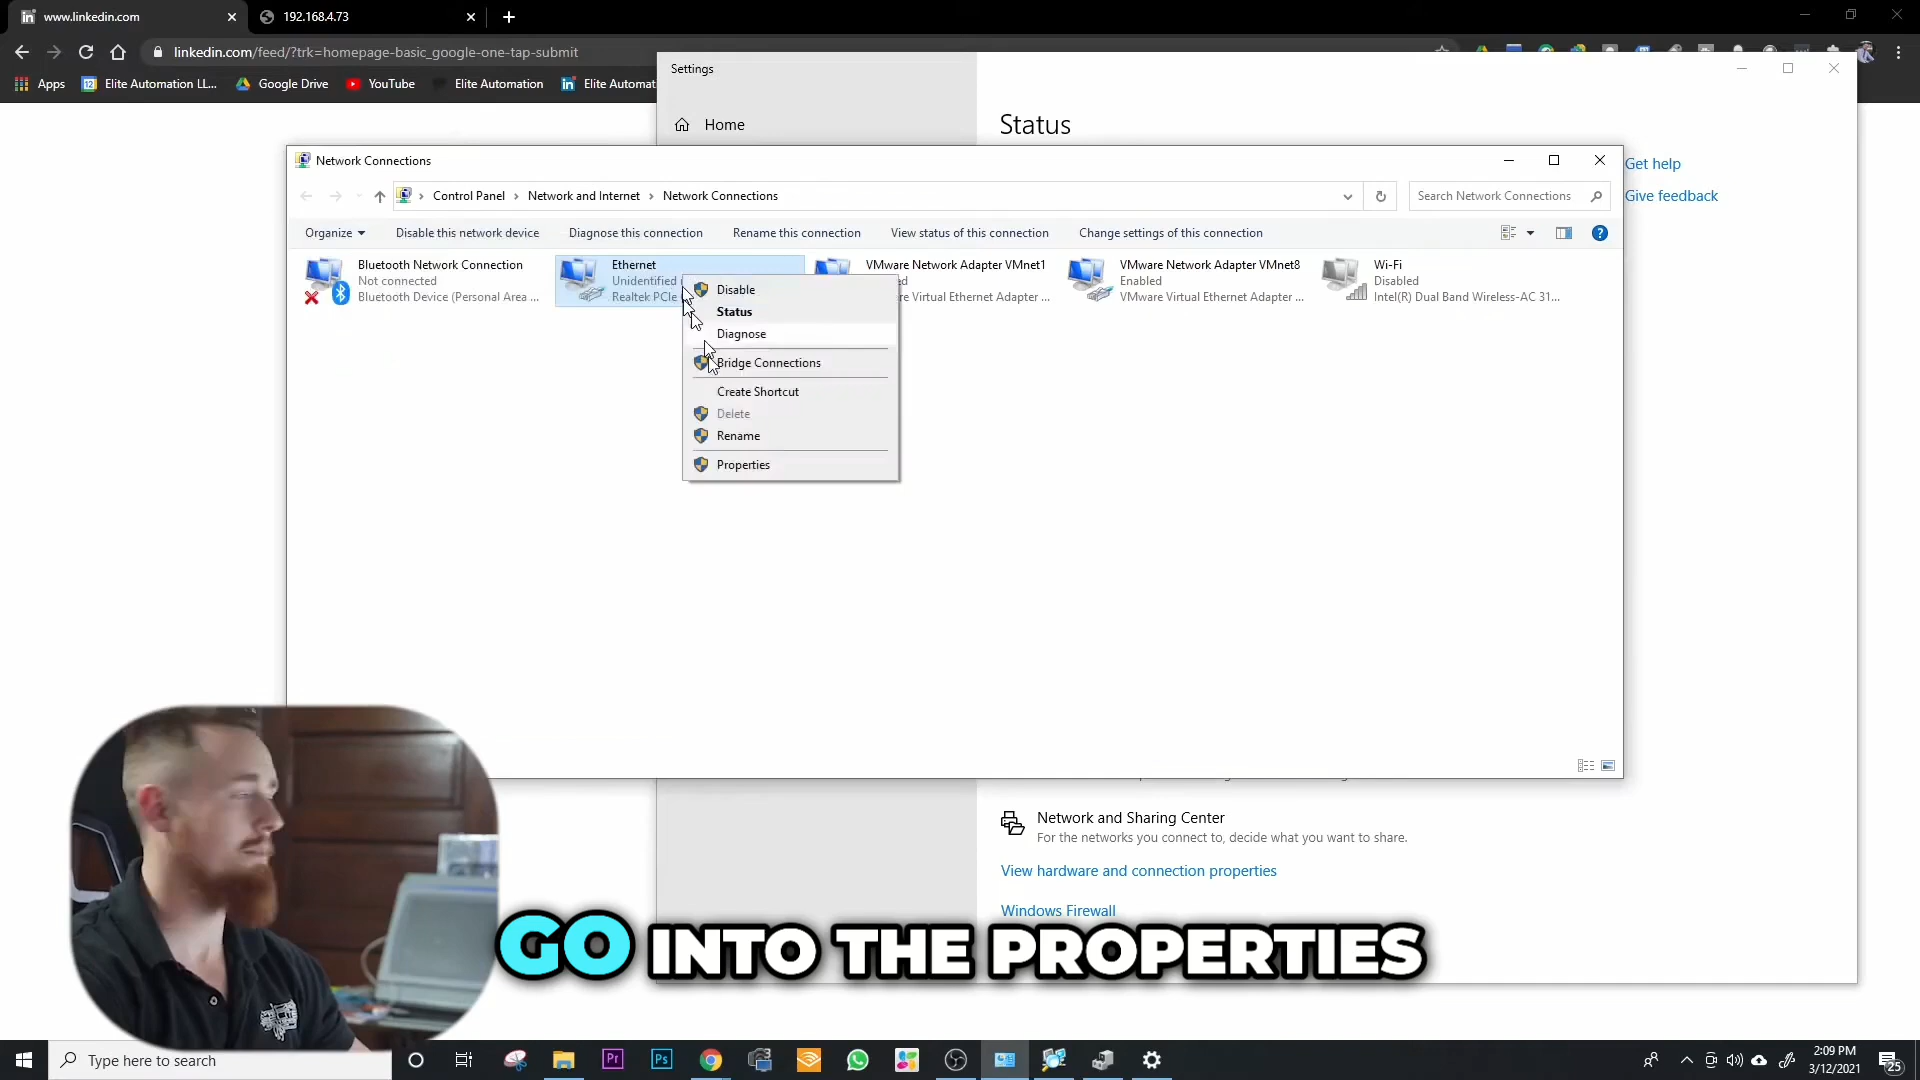 www.linkedin.com
192.168.4.73
linkedin.com/feed/?trk=homepage-basic_google-one-tap-submit
Apps
Elite Automation LL...
Google Drive
YouTube
Elite Automation
Elite Automat
Settings
Home
Status
Get help
Give feedback
Network Connections
Control Panel > Network and Internet > Network Connections
Search Network Connections
Organize
Disable this network device
Diagnose this connection
Rename this connection
View status of this connection
Change settings of this connection
Bluetooth Network Connection
Not connected
Bluetooth Device (Personal Area ...
Ethernet
Unidentified
Realtek PCIe
VMware Network Adapter VMnet1
re Virtual Ethernet Adapter ...
VMware Network Adapter VMnet8
Enabled
VMware Virtual Ethernet Adapter ...
Wi-Fi
Disabled
Intel(R) Dual Band Wireless-AC 31...
Disable
Status
Diagnose
Bridge Connections
Create Shortcut
Delete
Rename
Properties
Network and Sharing Center
For the networks you connect to, decide what you want to share.
View hardware and connection properties
Windows Firewall
GO INTO THE PROPERTIES
Type here to search
Pr
Ps
2:09 PM
3/12/2021
25